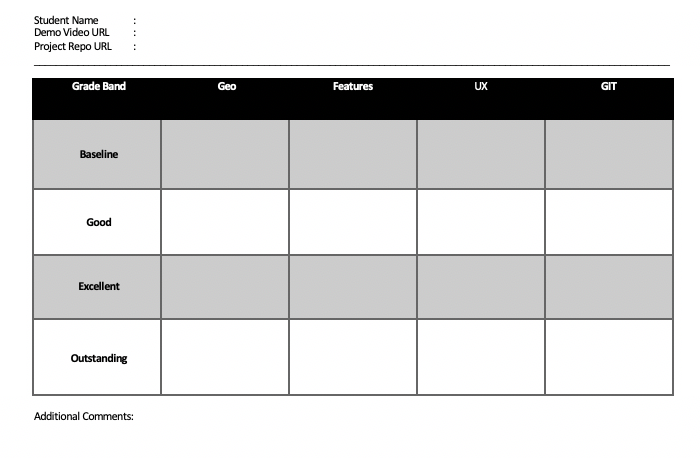 Student Name :
Demo Video URL :
Project Repo URL :
Grade Band Geo Features UX GIT
Baseline
Good
Excellent
Outstanding
Additional Comments: